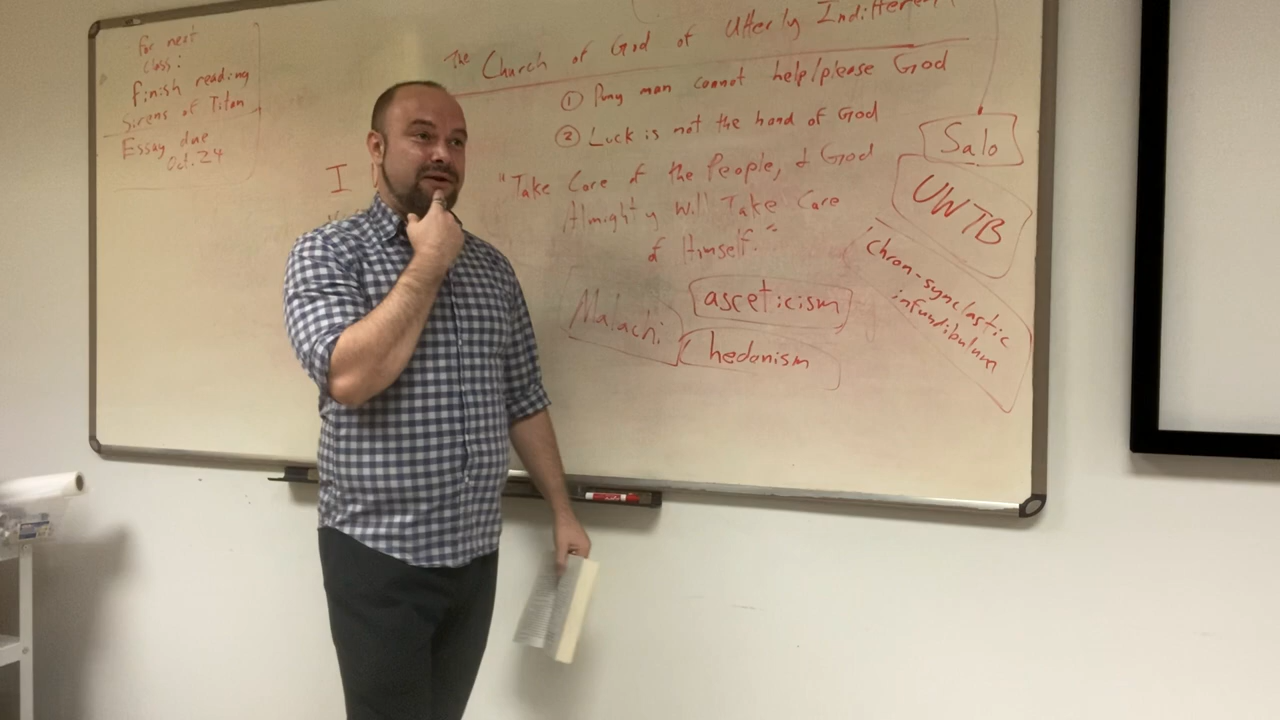 for next
class:
finish reading
Sirens of Titan
Essay due
Oct. 24
The Church of God of Utterly Indifferent
① Puny man cannot help/please God
② Luck is not the hand of God
"Take Care of the People, & God
Almighty Will Take Care
of Himself."
I
Malachi
asceticism
hedonism
Salo
UWTB
chron-synclastic
infundibulum